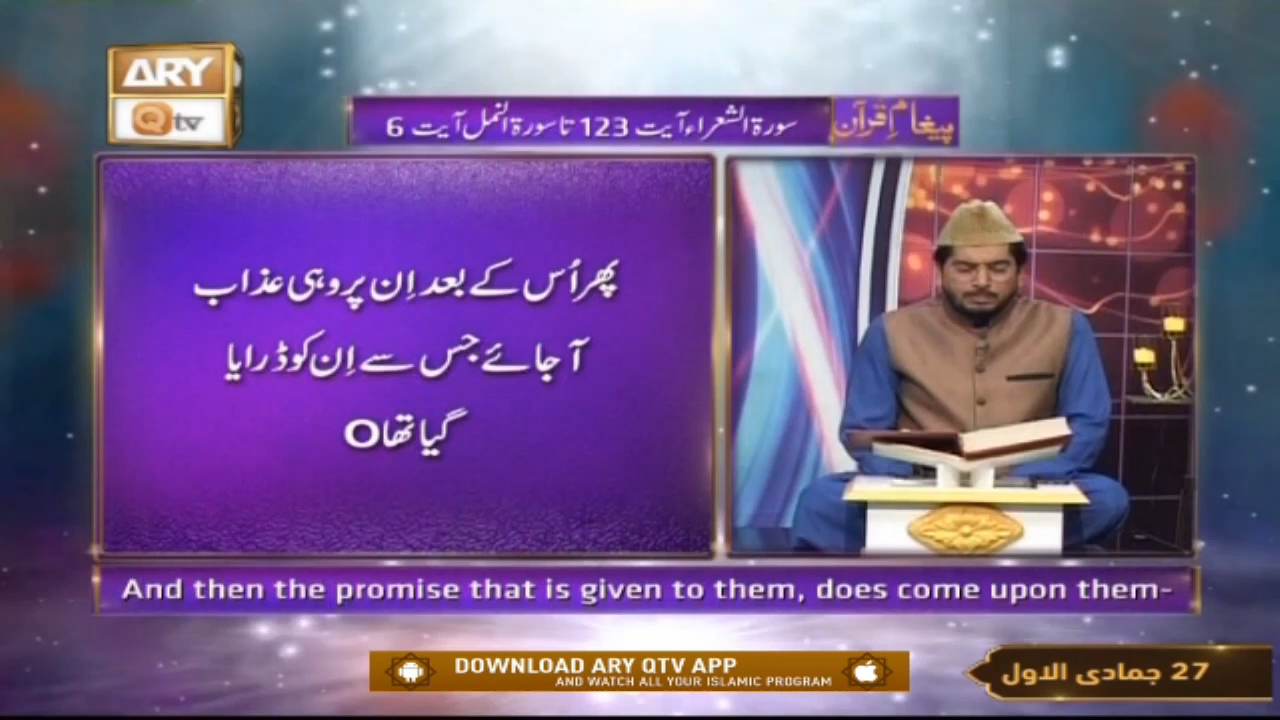 ARY
Qtv
پیغامِ قرآن
سورۃ الشعراء آیت 123 تا سورۃ النمل آیت 6
پھر اُس کے بعد اِن پر وہی عذاب
آ جائے جس سے اِن کو ڈرایا
گیا تھاO
And then the promise that is given to them, does come upon them-
DOWNLOAD ARY QTV APP
AND WATCH ALL YOUR ISLAMIC PROGRAM
27 جمادی الاول